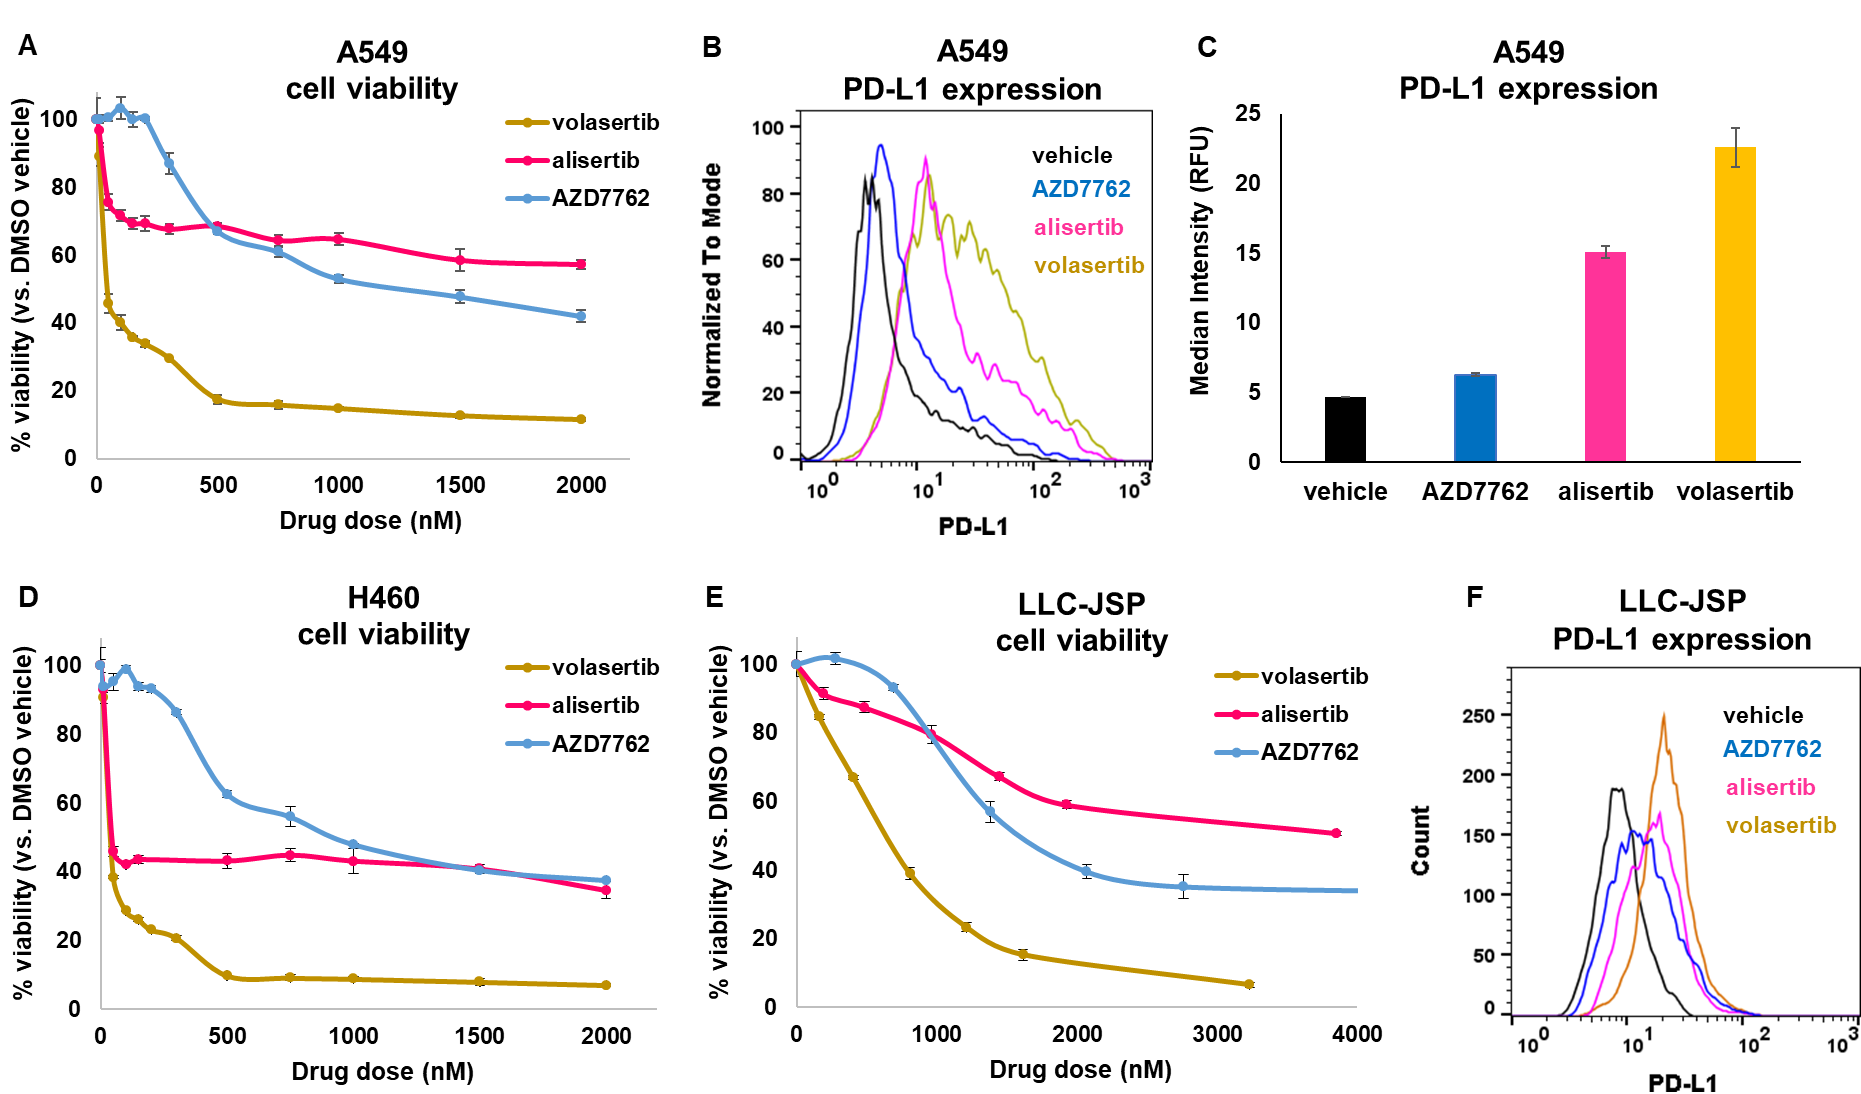 A
A549
cell viability
% viability (vs. DMSO vehicle)
100
80
60
40
20
0
0 500 1000 1500 2000
Drug dose (nM)
volasertib
alisertib
AZD7762
B
A549
PD-L1 expression
Normalized To Mode
100
80
60
40
20
0
10^0 10^1 10^2 10^3
PD-L1
vehicle
AZD7762
alisertib
volasertib
C
A549
PD-L1 expression
Median Intensity (RFU)
25
20
15
10
5
0
vehicle AZD7762 alisertib volasertib
D
H460
cell viability
% viability (vs. DMSO vehicle)
100
80
60
40
20
0
0 500 1000 1500 2000
Drug dose (nM)
volasertib
alisertib
AZD7762
E
LLC-JSP
cell viability
% viability (vs. DMSO vehicle)
100
80
60
40
20
0
0 1000 2000 3000 4000
Drug dose (nM)
volasertib
alisertib
AZD7762
F
LLC-JSP
PD-L1 expression
Count
250
200
150
100
50
0
10^0 10^1 10^2 10^3
PD-L1
vehicle
AZD7762
alisertib
volasertib